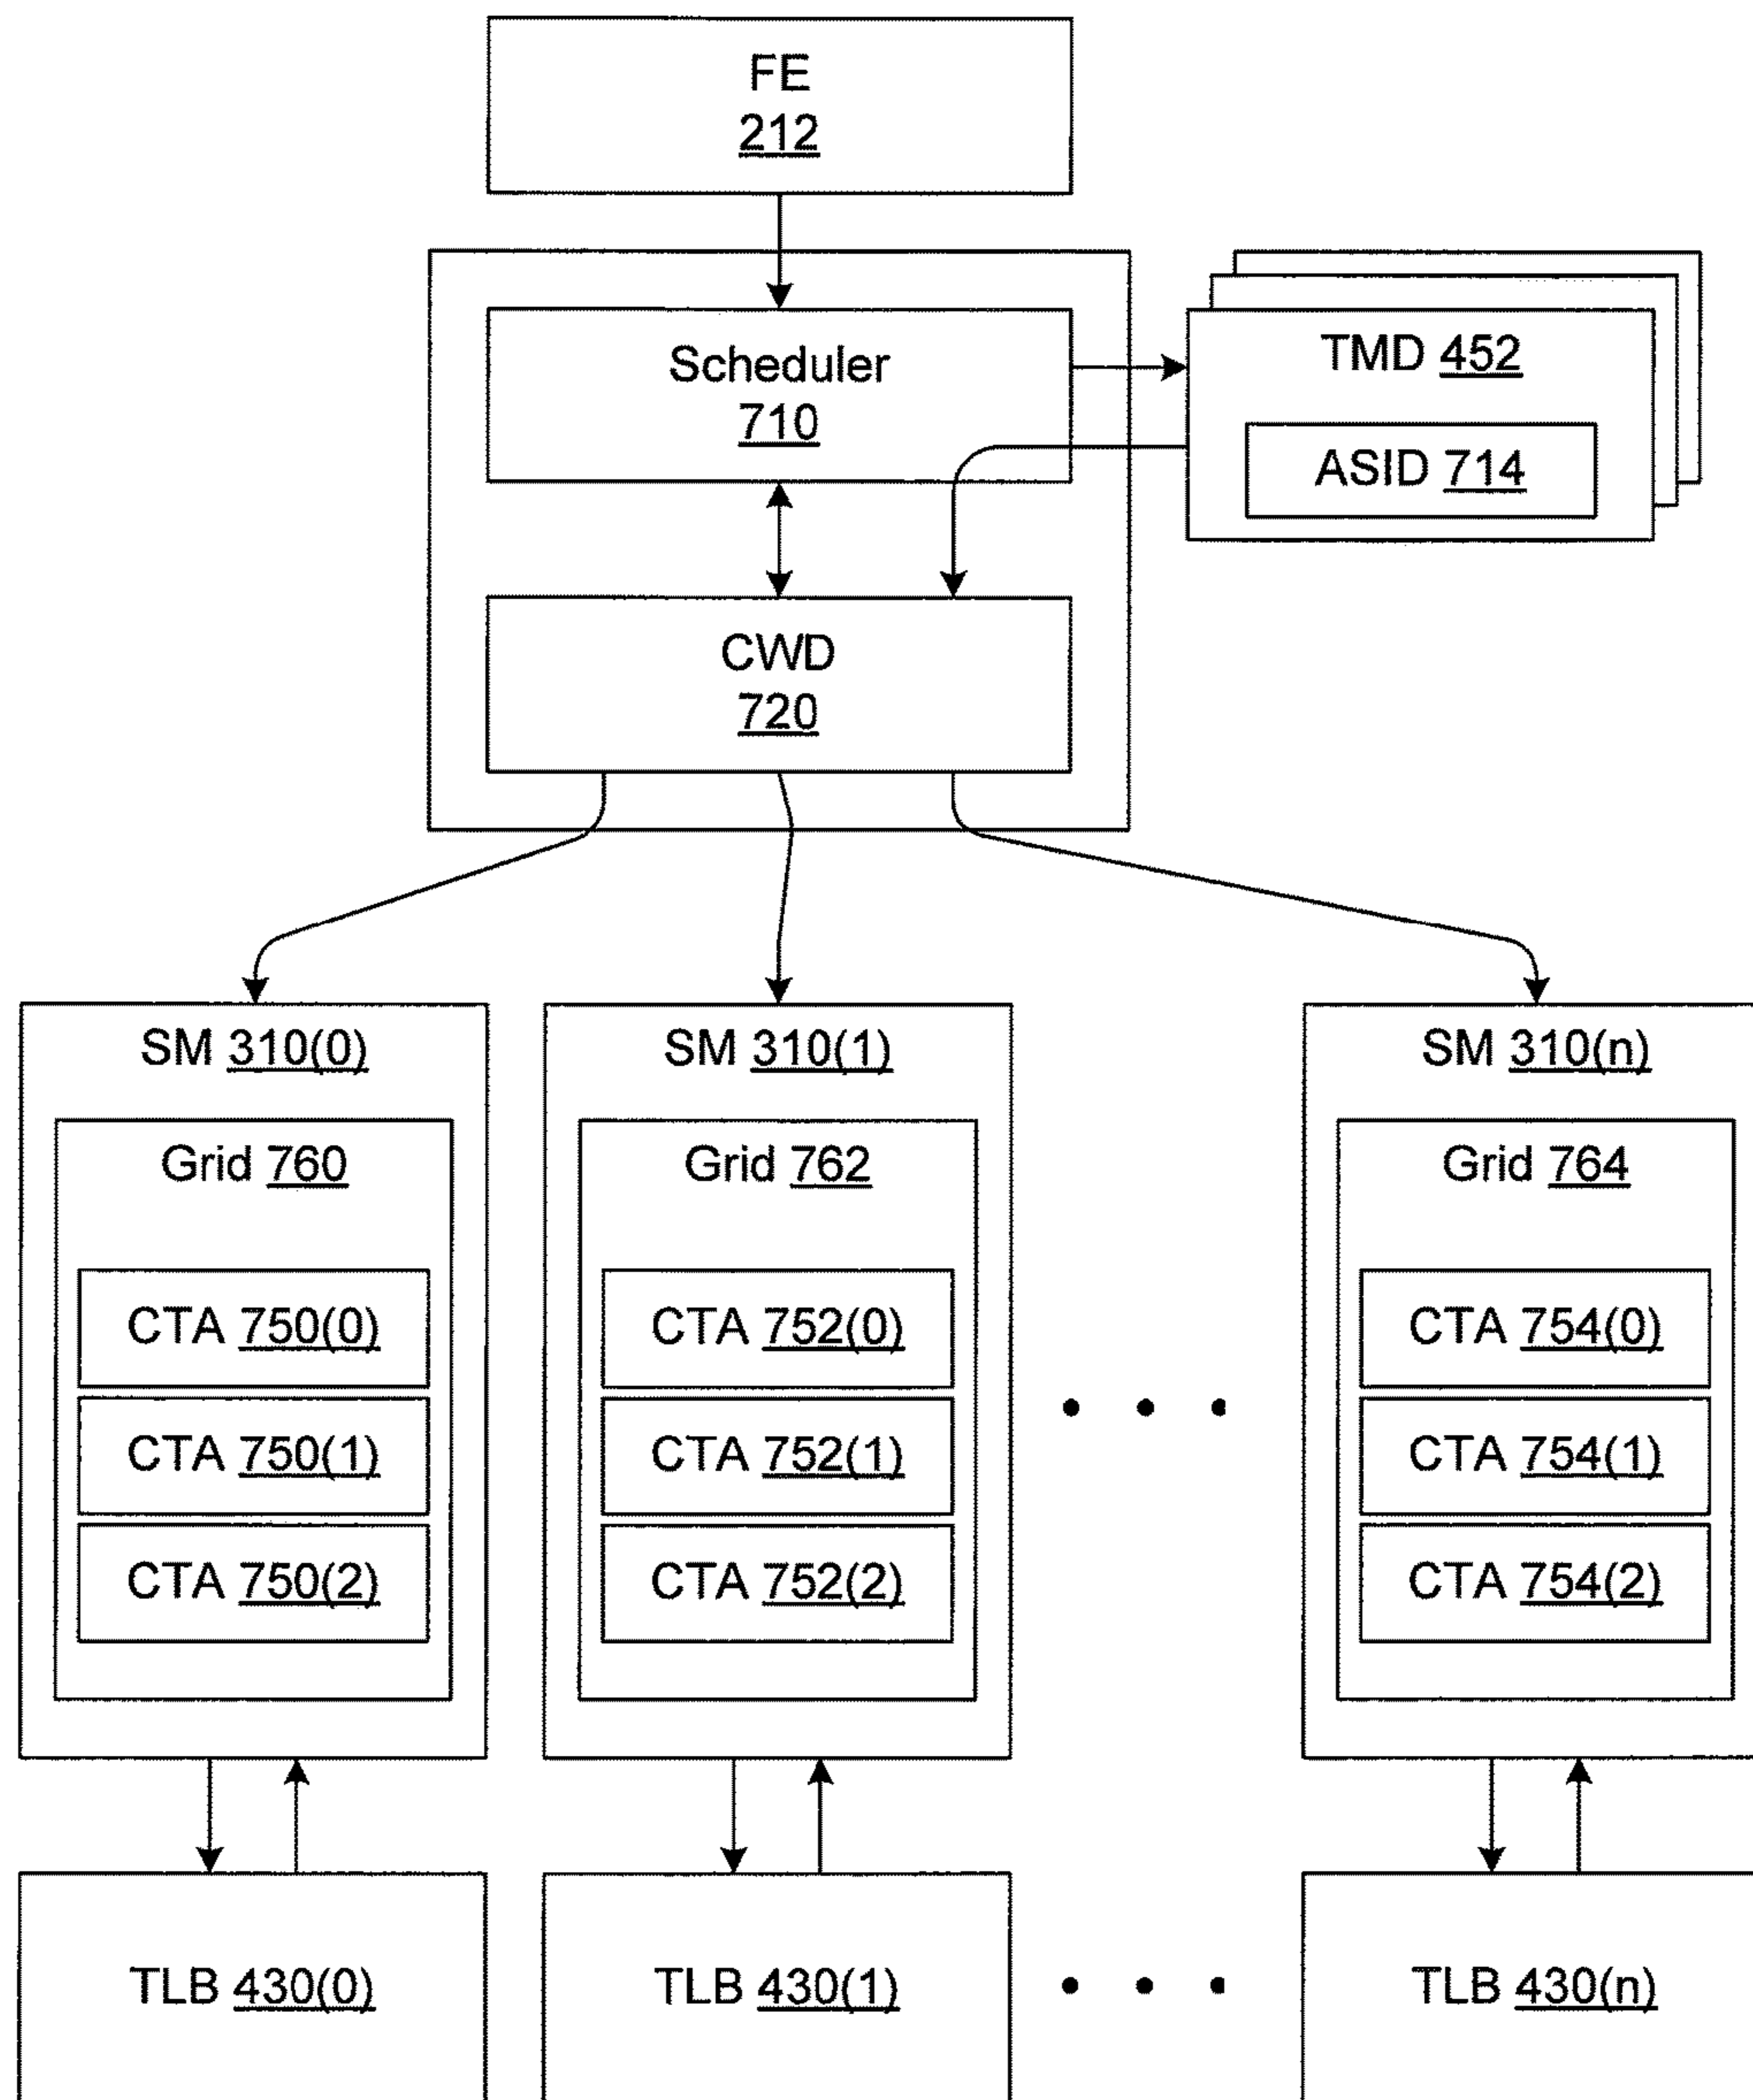 FE
212
Scheduler
710
TMD 452
ASID 714
CWD
720
SM 310(0)
SM 310(1)
SM 310(n)
Grid 760
Grid 762
Grid 764
CTA 750(0)
CTA 752(0)
CTA 754(0)
CTA 750(1)
CTA 752(1)
CTA 754(1)
CTA 750(2)
CTA 752(2)
CTA 754(2)
TLB 430(0)
TLB 430(1)
TLB 430(n)